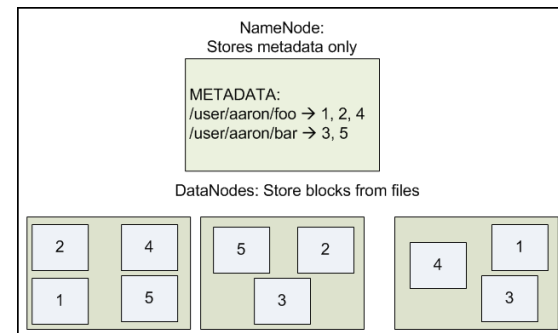 NameNode:
Stores metadata only
METADATA:
/user/aaron/foo → 1, 2, 4
/user/aaron/bar → 3, 5
DataNodes: Store blocks from files
2 4
1 5
5 2
3
1
4
3